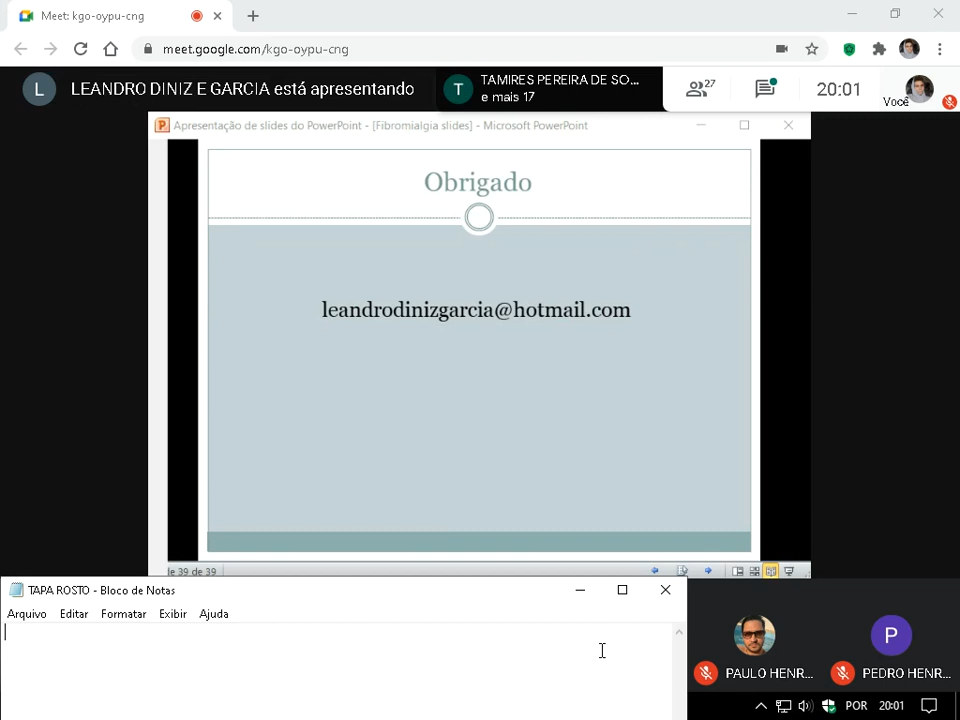 Meet: kgo-oypu-cng
meet.google.com/kgo-oypu-cng
L
LEANDRO DINIZ E GARCIA está apresentando
T
TAMIRES PEREIRA DE SO...
e mais 17
27
20:01
Você
Apresentação de slides do PowerPoint - [Fibromialgia slides] - Microsoft PowerPoint
Obrigado
leandrodinizgarcia@hotmail.com
le 39 de 39
TAPA ROSTO - Bloco de Notas
Arquivo Editar Formatar Exibir Ajuda
P
PAULO HENR...
PEDRO HENR...
POR 20:01